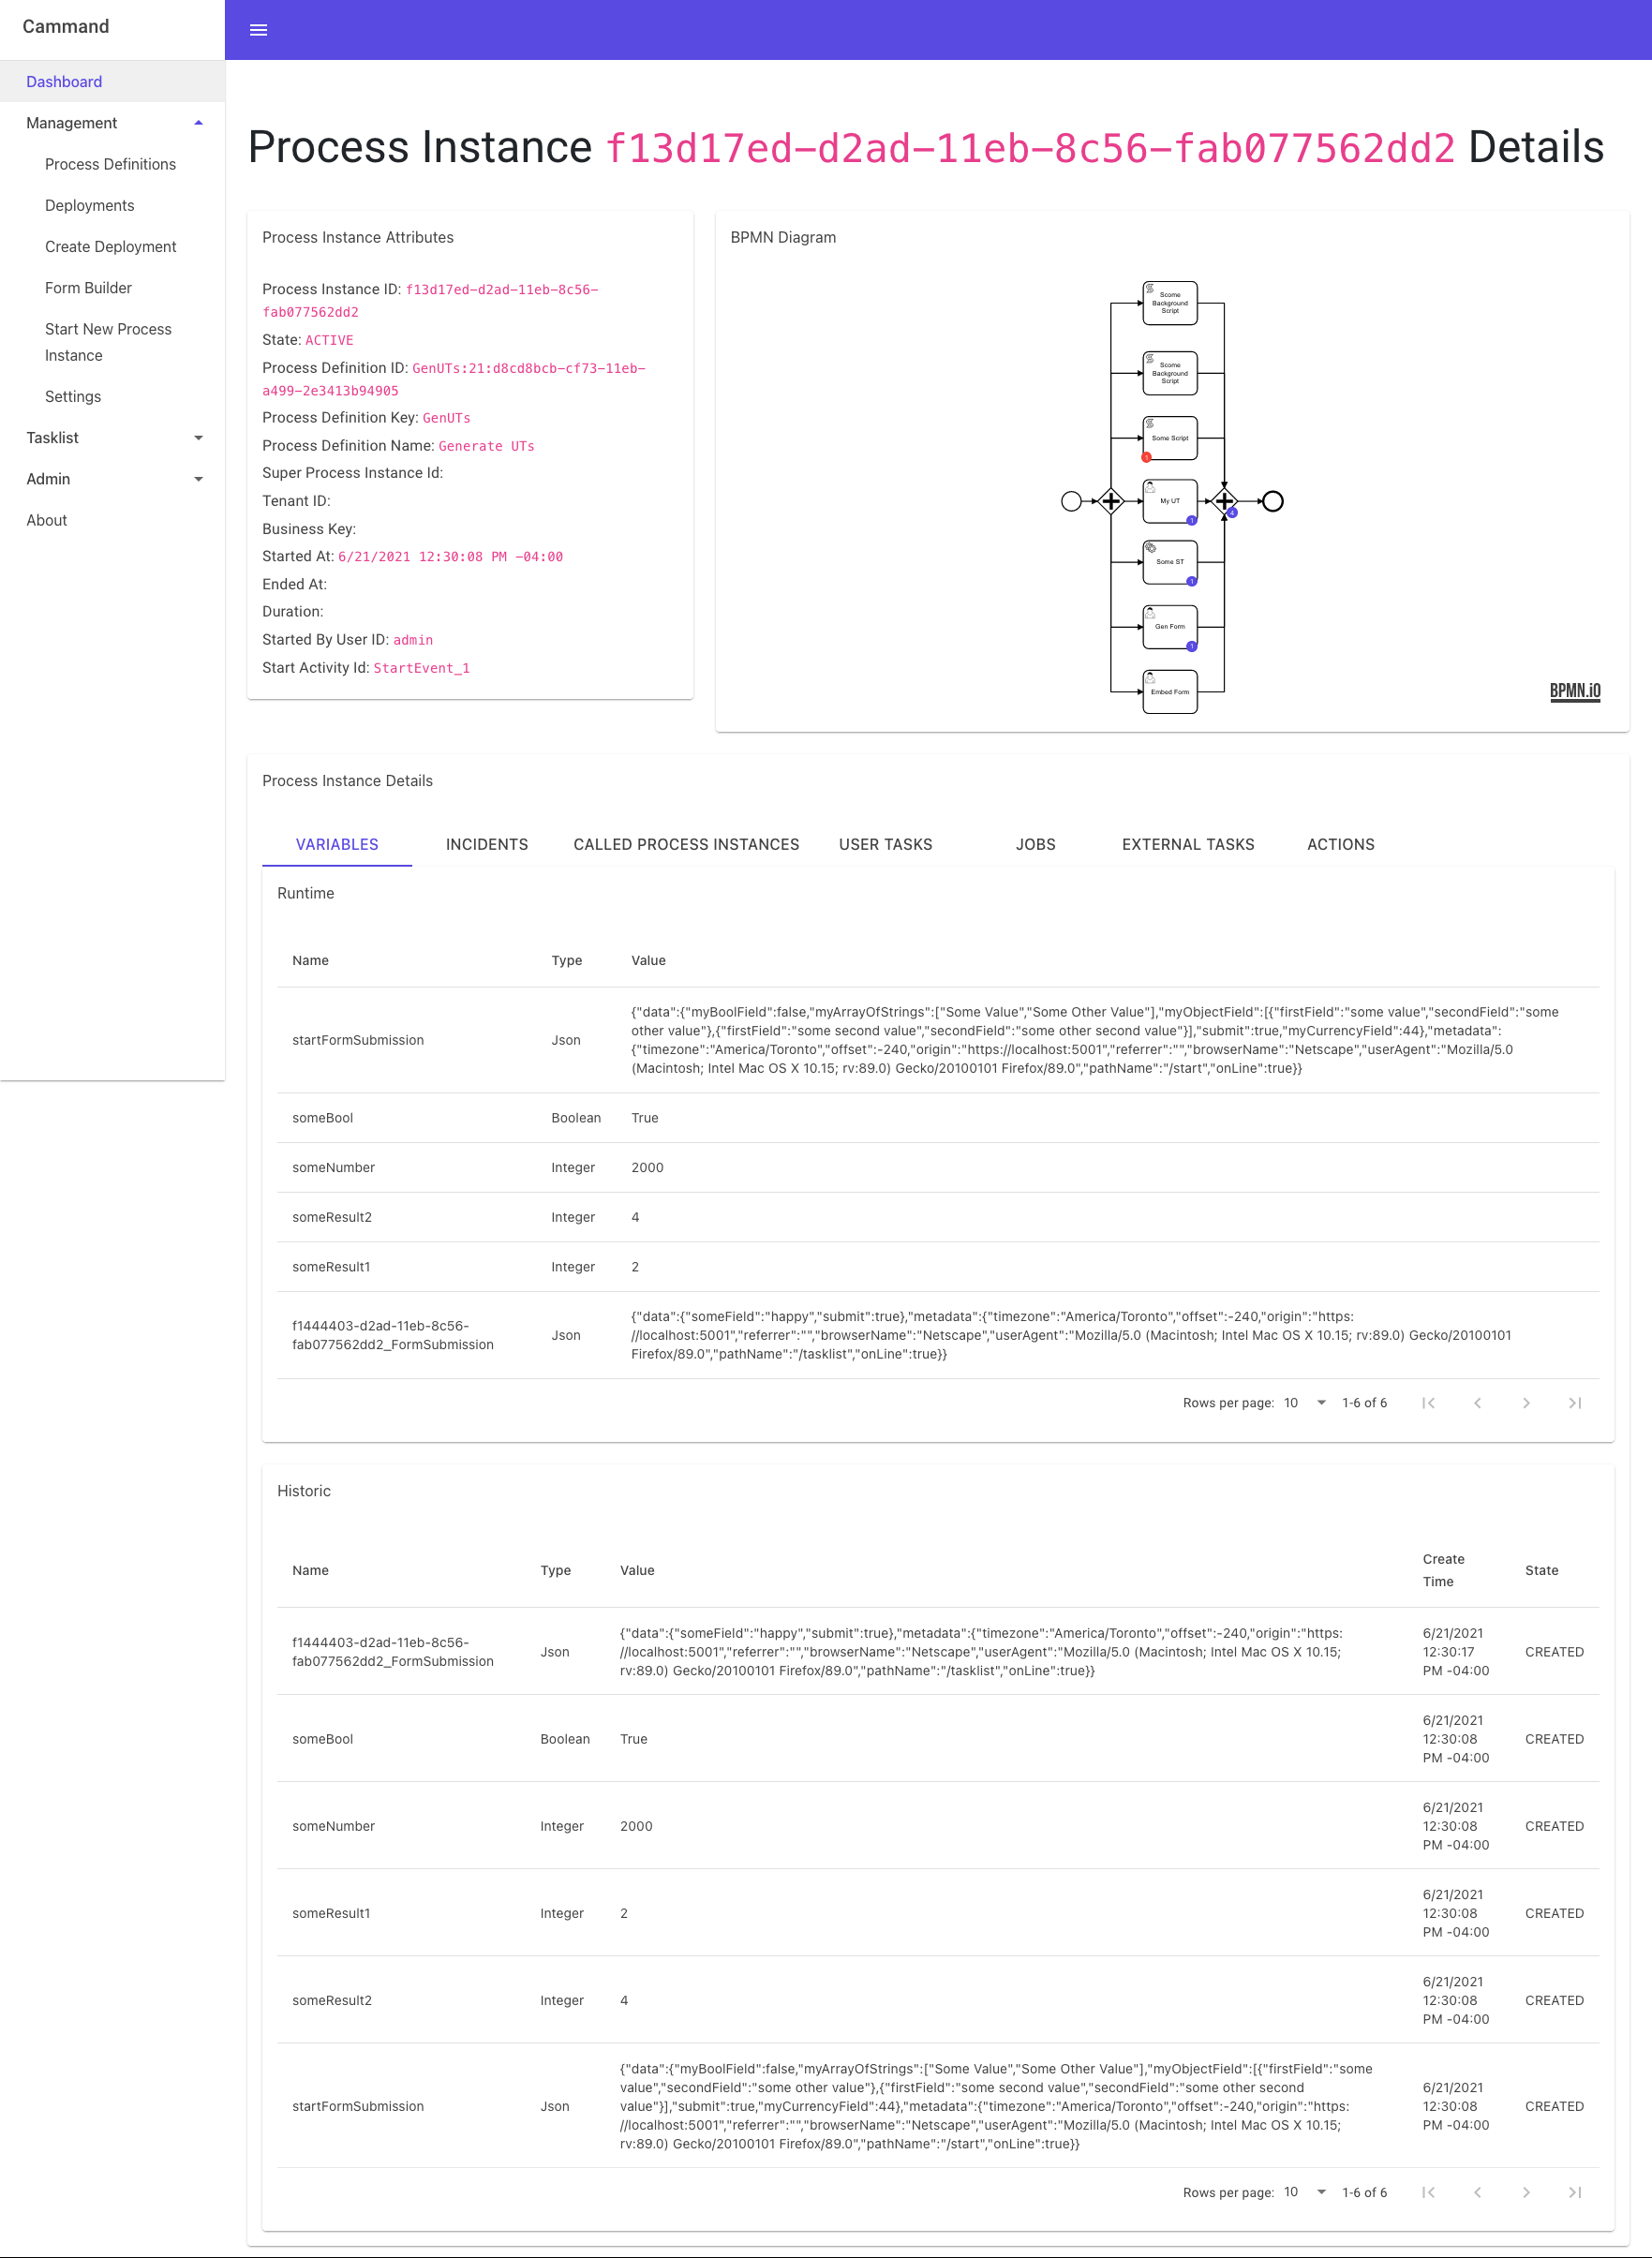 Cammand
Dashboard
Management
Process Definitions
Deployments
Create Deployment
Form Builder
Start New Process
Instance
Settings
Tasklist
Admin
About
Process Instance f13d17ed-d2ad-11eb-8c56-fab077562dd2 Details
Process Instance Attributes
Process Instance ID: f13d17ed-d2ad-11eb-8c56-
fab077562dd2
State: ACTIVE
Process Definition ID: GenUTs:21:d8cd8bcb-cf73-11eb-
a499-2e3413b94905
Process Definition Key: GenUTs
Process Definition Name: Generate UTs
Super Process Instance Id:
Tenant ID:
Business Key:
Started At: 6/21/2021 12:30:08 PM -04:00
Ended At:
Duration:
Started By User ID: admin
Start Activity Id: StartEvent_1
BPMN Diagram
Scome
Background
Script
Scome
Background
Script
Some Script
1
My UT
1
4
Some ST
1
Gen Form
1
Embed Form
BPMN.iO
Process Instance Details
VARIABLES INCIDENTS CALLED PROCESS INSTANCES USER TASKS JOBS EXTERNAL TASKS ACTIONS
Runtime
Name Type Value
startFormSubmission Json
{"data":{"myBoolField":false,"myArrayOfStrings":["Some Value","Some Other Value"],"myObjectField":[{"firstField":"some value","secondField":"some
other value"},{"firstField":"some second value","secondField":"some other second value"}],"submit":true,"myCurrencyField":44},"metadata":
{"timezone":"America/Toronto","offset":-240,"origin":"https://localhost:5001","referrer":"","browserName":"Netscape","userAgent":"Mozilla/5.0
(Macintosh; Intel Mac OS X 10.15; rv:89.0) Gecko/20100101 Firefox/89.0","pathName":"/start","onLine":true}}
someBool Boolean True
someNumber Integer 2000
someResult2 Integer 4
someResult1 Integer 2
f1444403-d2ad-11eb-8c56-
fab077562dd2_FormSubmission
Json
{"data":{"someField":"happy","submit":true},"metadata":{"timezone":"America/Toronto","offset":-240,"origin":"https:
//localhost:5001","referrer":"","browserName":"Netscape","userAgent":"Mozilla/5.0 (Macintosh; Intel Mac OS X 10.15; rv:89.0) Gecko/20100101
Firefox/89.0","pathName":"/tasklist","onLine":true}}
Rows per page: 10 1-6 of 6
Historic
Name Type Value Create
Time State
f1444403-d2ad-11eb-8c56-
fab077562dd2_FormSubmission
Json
{"data":{"someField":"happy","submit":true},"metadata":{"timezone":"America/Toronto","offset":-240,"origin":"https:
//localhost:5001","referrer":"","browserName":"Netscape","userAgent":"Mozilla/5.0 (Macintosh; Intel Mac OS X 10.15;
rv:89.0) Gecko/20100101 Firefox/89.0","pathName":"/tasklist","onLine":true}}
6/21/2021
12:30:17
PM -04:00
CREATED
someBool Boolean True
6/21/2021
12:30:08
PM -04:00
CREATED
someNumber Integer 2000
6/21/2021
12:30:08
PM -04:00
CREATED
someResult1 Integer 2
6/21/2021
12:30:08
PM -04:00
CREATED
someResult2 Integer 4
6/21/2021
12:30:08
PM -04:00
CREATED
startFormSubmission Json
{"data":{"myBoolField":false,"myArrayOfStrings":["Some Value","Some Other Value"],"myObjectField":[{"firstField":"some
value","secondField":"some other value"},{"firstField":"some second value","secondField":"some other second
value"}],"submit":true,"myCurrencyField":44},"metadata":{"timezone":"America/Toronto","offset":-240,"origin":"https:
//localhost:5001","referrer":"","browserName":"Netscape","userAgent":"Mozilla/5.0 (Macintosh; Intel Mac OS X 10.15;
rv:89.0) Gecko/20100101 Firefox/89.0","pathName":"/start","onLine":true}}
6/21/2021
12:30:08
PM -04:00
CREATED
Rows per page: 10 1-6 of 6